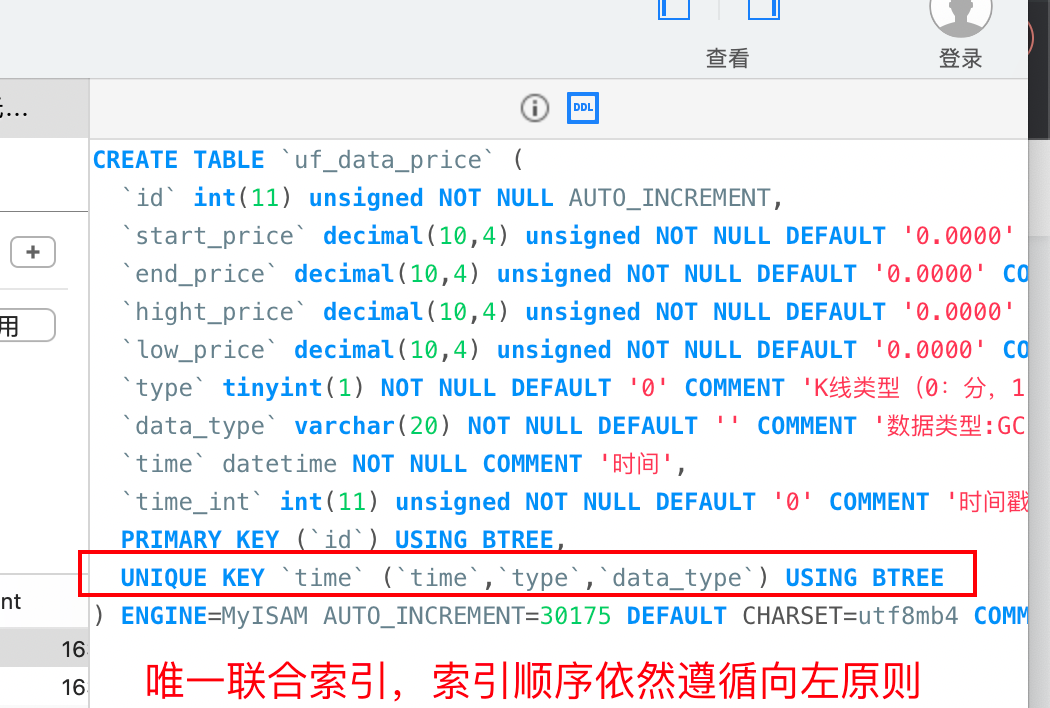 查看
登录
...
DDL
CREATE TABLE `uf_data_price` (
`id` int(11) unsigned NOT NULL AUTO_INCREMENT,
`start_price` decimal(10,4) unsigned NOT NULL DEFAULT '0.0000'
+
`end_price` decimal(10,4) unsigned NOT NULL DEFAULT '0.0000' CO
`hight_price` decimal(10,4) unsigned NOT NULL DEFAULT '0.0000'
用
`low_price` decimal(10,4) unsigned NOT NULL DEFAULT '0.0000' CO
`type` tinyint(1) NOT NULL DEFAULT '0' COMMENT 'K线类型（0：分，1
`data_type` varchar(20) NOT NULL DEFAULT '' COMMENT '数据类型:GC
`time` datetime NOT NULL COMMENT '时间',
`time_int` int(11) unsigned NOT NULL DEFAULT '0' COMMENT '时间戳
PRIMARY KEY (`id`) USING BTREE,
UNIQUE KEY `time` (`time`,`type`,`data_type`) USING BTREE
nt
) ENGINE=MyISAM AUTO_INCREMENT=30175 DEFAULT CHARSET=utf8mb4 COMM
16
16
唯一联合索引，索引顺序依然遵循向左原则